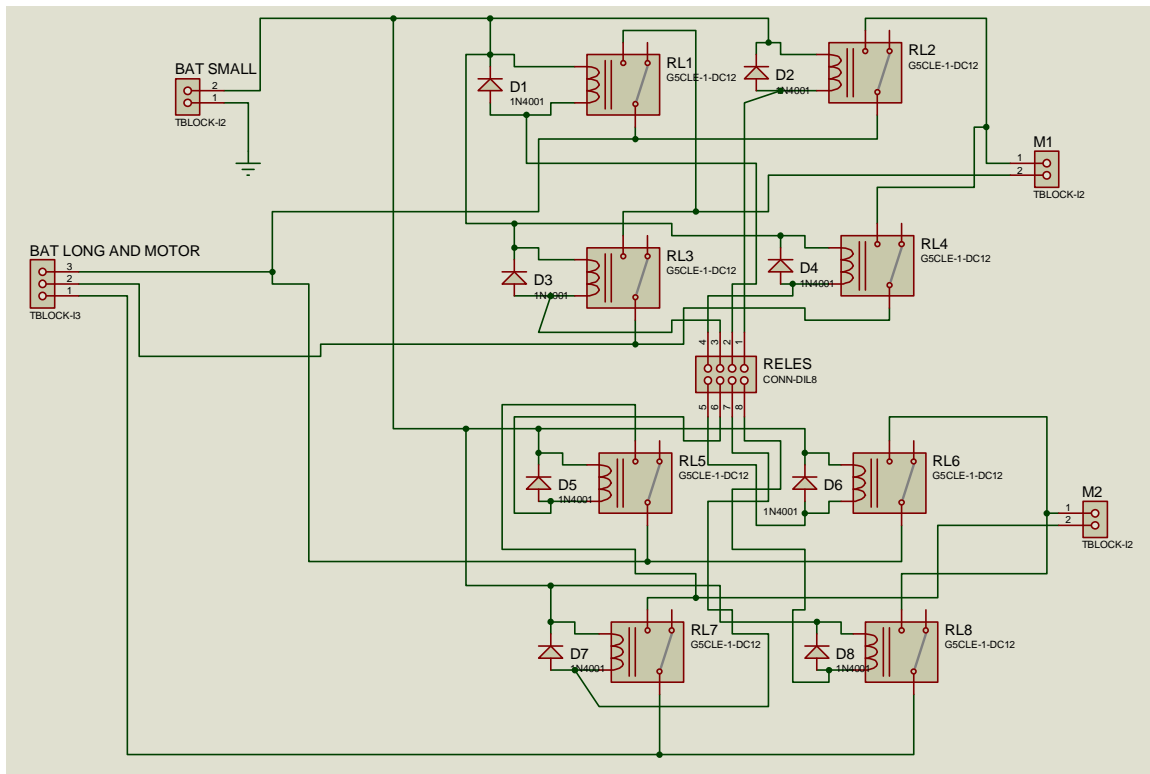 BAT SMALL
2
1
TBLOCK-I2
D1
1N4001
RL1
G5CLE-1-DC12
D2
1N4001
RL2
G5CLE-1-DC12
M1
1
2
TBLOCK-I2
BAT LONG AND MOTOR
3
2
1
TBLOCK-I3
D3
1N4001
RL3
G5CLE-1-DC12
D4
1N4001
RL4
G5CLE-1-DC12
4
3
2
1
RELES
CONN-DIL8
5
6
7
8
D5
1N4001
RL5
G5CLE-1-DC12
D6
1N4001
RL6
G5CLE-1-DC12
M2
1
2
TBLOCK-I2
D7
1N4001
RL7
G5CLE-1-DC12
D8
1N4001
RL8
G5CLE-1-DC12